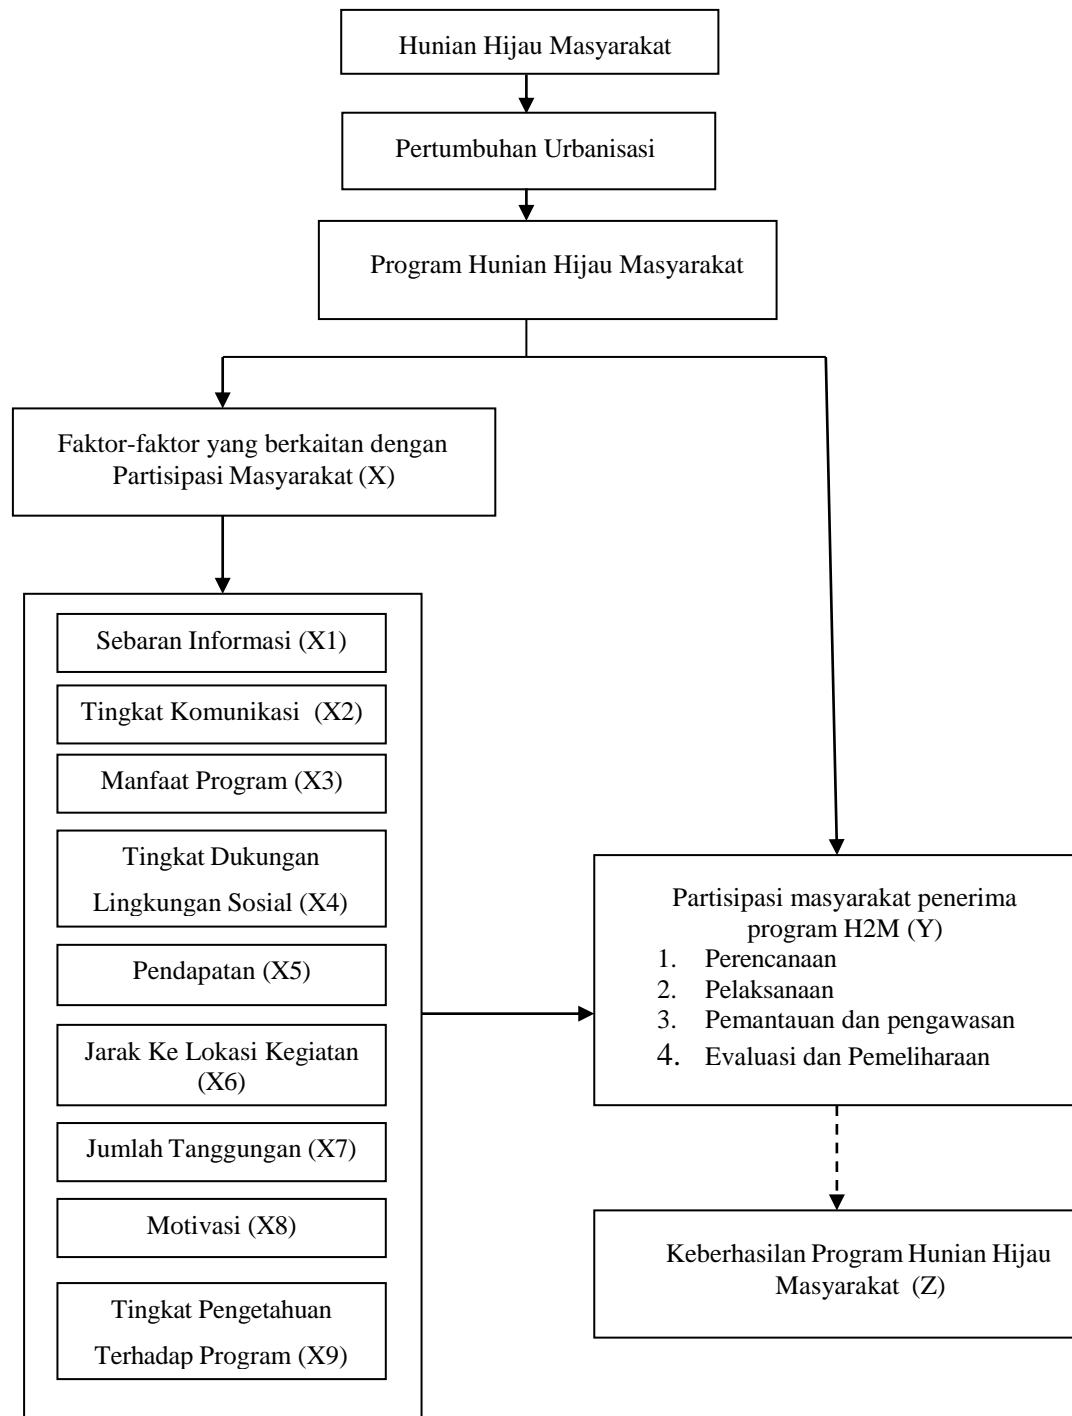 Hunian Hijau Masyarakat
Pertumbuhan Urbanisasi
Program Hunian Hijau Masyarakat
Faktor-faktor yang berkaitan dengan
Partisipasi Masyarakat (X)
Sebaran Informasi (X1)
Tingkat Komunikasi (X2)
Manfaat Program (X3)
Tingkat Dukungan
Lingkungan Sosial (X4)
Pendapatan (X5)
Jarak Ke Lokasi Kegiatan
(X6)
Jumlah Tanggungan (X7)
Motivasi (X8)
Tingkat Pengetahuan
Terhadap Program (X9)
Partisipasi masyarakat penerima
program H2M (Y)
1. Perencanaan
2. Pelaksanaan
3. Pemantauan dan pengawasan
4. Evaluasi dan Pemeliharaan
Keberhasilan Program Hunian Hijau
Masyarakat (Z)